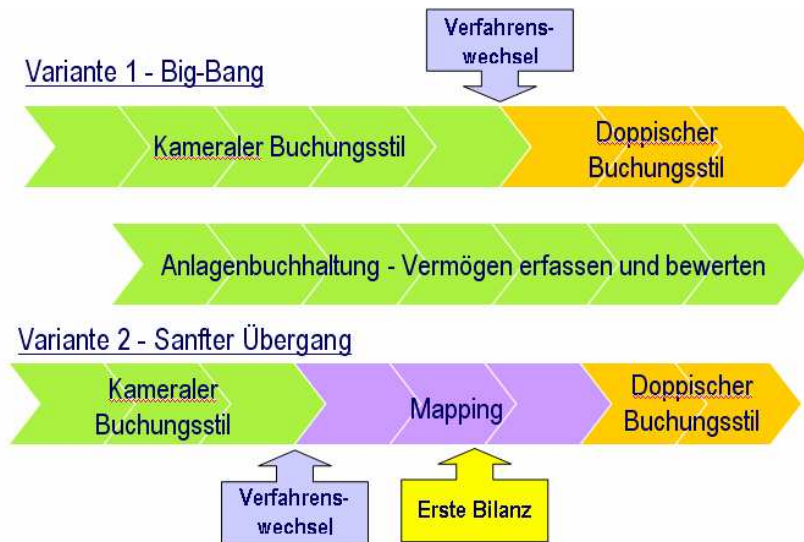 Verfahrens-
wechsel
Variante 1 - Big-Bang
Kameraler Buchungsstil
Doppischer
Buchungsstil
Anlagenbuchhaltung - Vermögen erfassen und bewerten
Variante 2 - Sanfter Übergang
Kameraler
Buchungsstil
Mapping
Doppischer
Buchungsstil
Verfahrens-
wechsel
Erste Bilanz